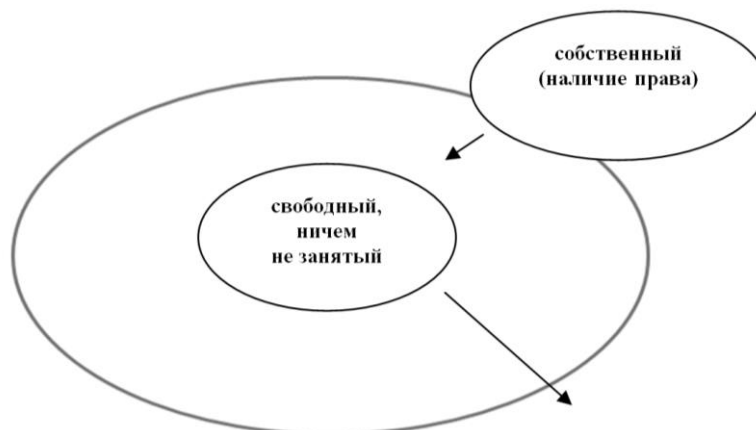 собственный
(наличие права)
свободный,
ничем
не занятый